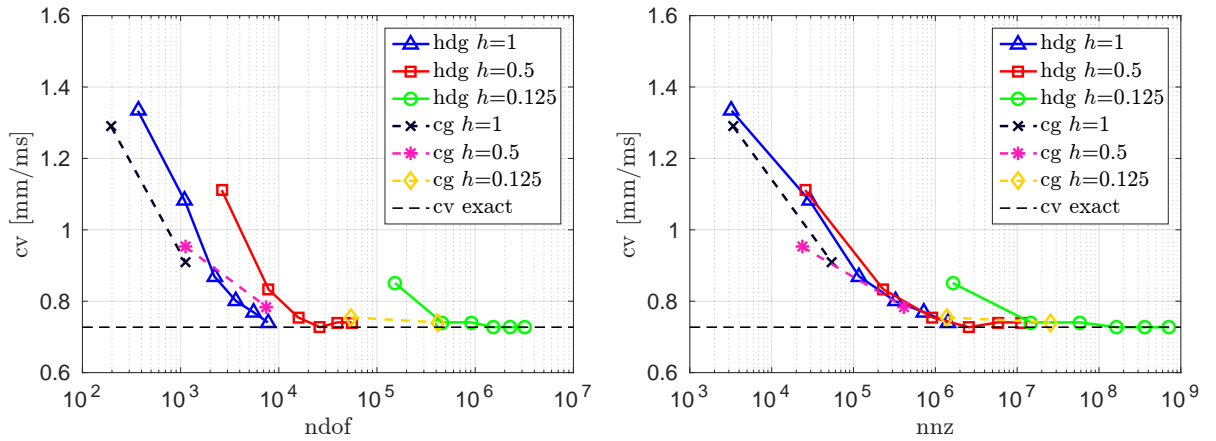 1.6
1.4
1.2
1
0.8
0.6
cv [mm/ms]
hdg h=1
hdg h=0.5
hdg h=0.125
cg h=1
cg h=0.5
cg h=0.125
cv exact
10^2 10^3 10^4 10^5 10^6 10^7
ndof
1.6
1.4
1.2
1
0.8
0.6
cv [mm/ms]
hdg h=1
hdg h=0.5
hdg h=0.125
cg h=1
cg h=0.5
cg h=0.125
cv exact
10^3 10^4 10^5 10^6 10^7 10^8 10^9
nnz